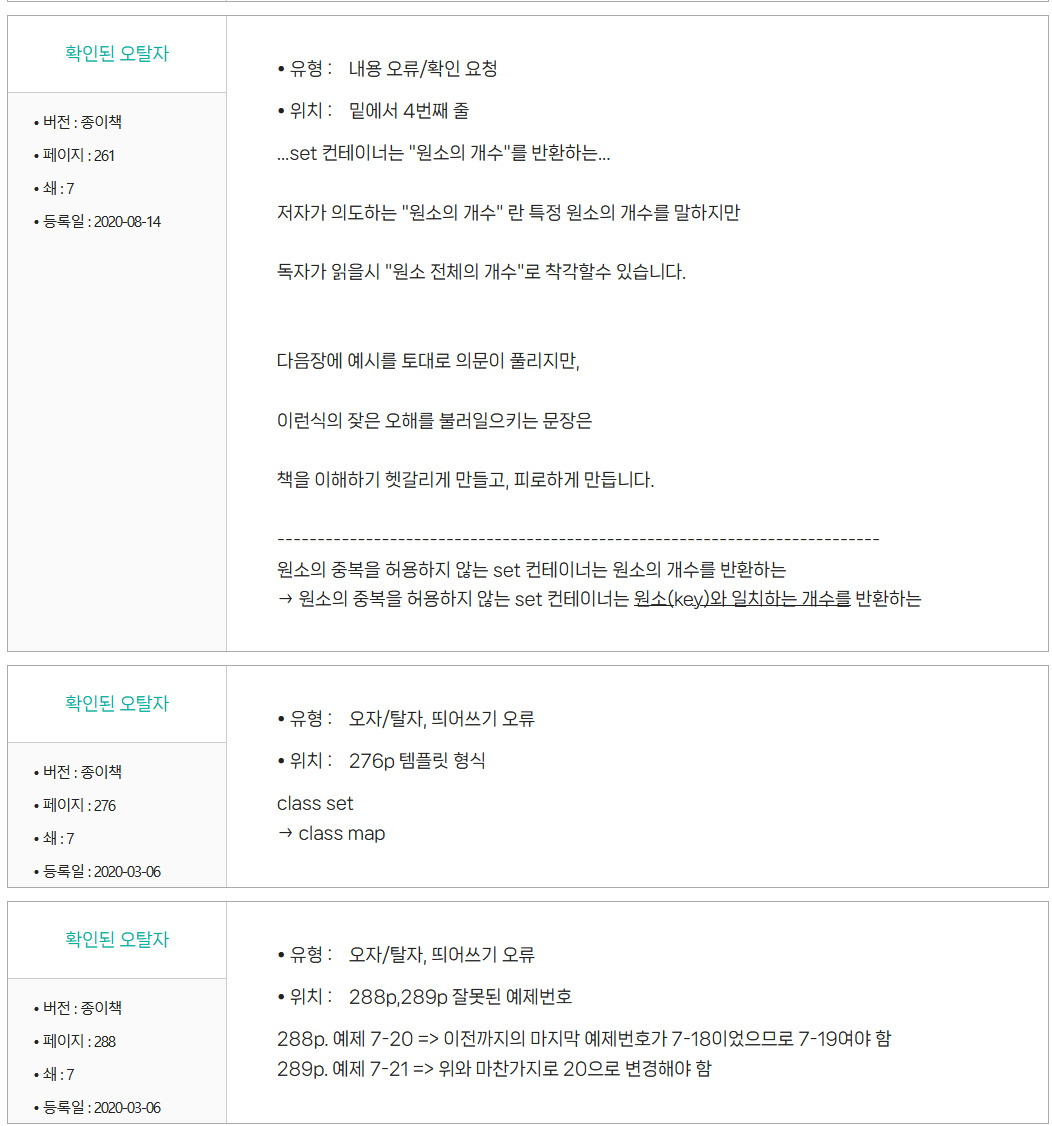 확인된 오탈자
• 버전 : 종이책
• 페이지 : 261
• 쇄 : 7
• 등록일 : 2020-08-14
• 유형 : 내용 오류/확인 요청
• 위치 : 밑에서 4번째 줄
...set 컨테이너는 "원소의 개수"를 반환하는...
저자가 의도하는 "원소의 개수" 란 특정 원소의 개수를 말하지만
독자가 읽을시 "원소 전체의 개수"로 착각할수 있습니다.
다음장에 예시를 토대로 의문이 풀리지만,
이런식의 잦은 오해를 불러일으키는 문장은
책을 이해하기 헷갈리게 만들고, 피로하게 만듭니다.
---------------------------------------------------------------------------
원소의 중복을 허용하지 않는 set 컨테이너는 원소의 개수를 반환하는
→ 원소의 중복을 허용하지 않는 set 컨테이너는 원소(key)와 일치하는 개수를 반환하는
확인된 오탈자
• 버전 : 종이책
• 페이지 : 276
• 쇄 : 7
• 등록일 : 2020-03-06
• 유형 : 오자/탈자, 띄어쓰기 오류
• 위치 : 276p 템플릿 형식
class set
→ class map
확인된 오탈자
• 버전 : 종이책
• 페이지 : 288
• 쇄 : 7
• 등록일 : 2020-03-06
• 유형 : 오자/탈자, 띄어쓰기 오류
• 위치 : 288p,289p 잘못된 예제번호
288p. 예제 7-20 => 이전까지의 마지막 예제번호가 7-18이었으므로 7-19여야 함
289p. 예제 7-21 => 위와 마찬가지로 20으로 변경해야 함